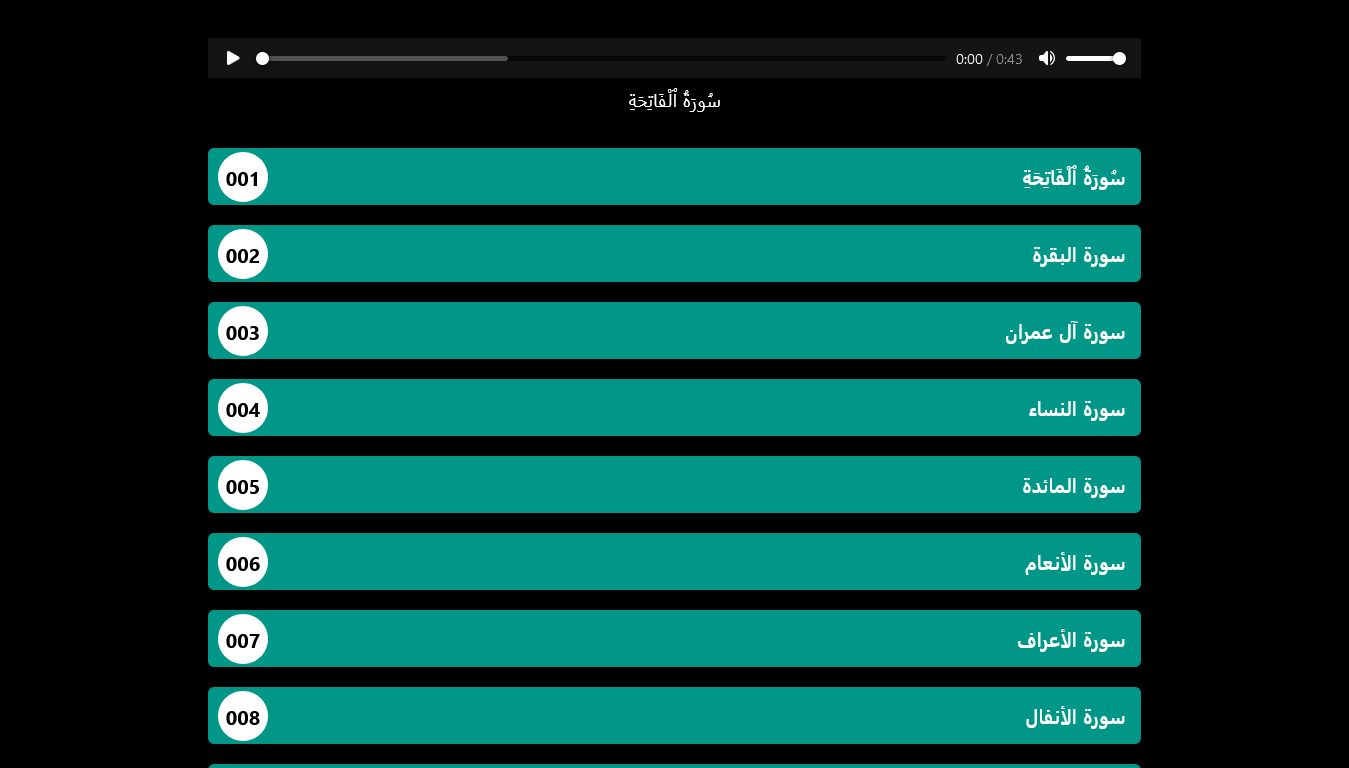 0:00 / 0:43
سُورَةُ ٱلْفَاتِحَةِ
001 سُورَةُ ٱلْفَاتِحَةِ
002 سورة البقرة
003 سورة آل عمران
004 سورة النساء
005 سورة المائدة
006 سورة الأنعام
007 سورة الأعراف
008 سورة الأنفال